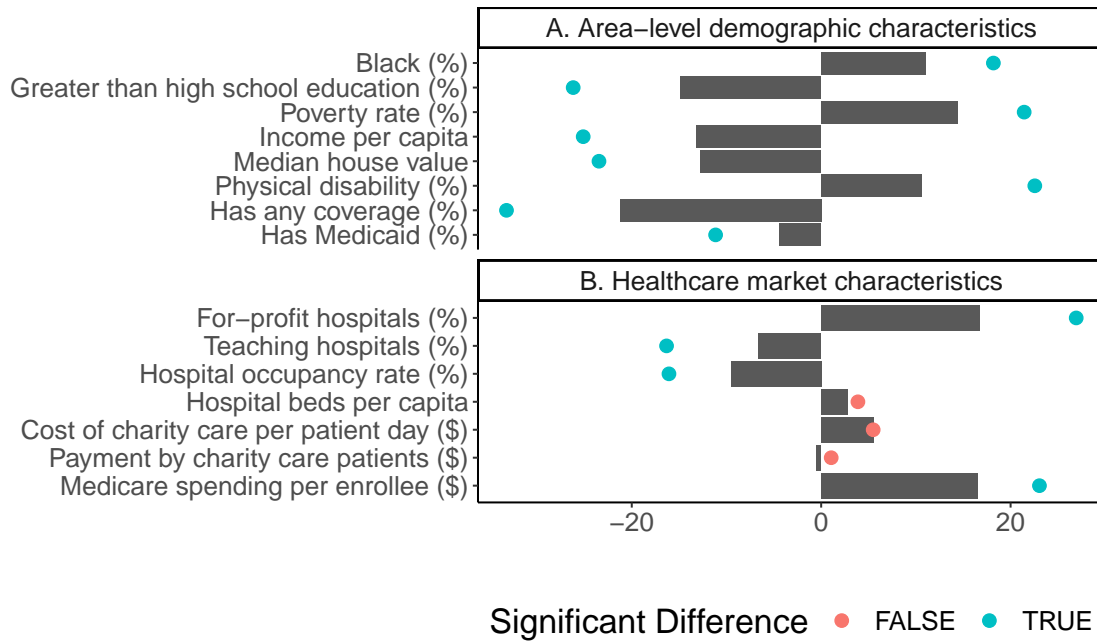 A. Area−level demographic characteristics
Black (%)
Greater than high school education (%)
Poverty rate (%)
Income per capita
Median house value
Physical disability (%)
Has any coverage (%)
Has Medicaid (%)
B. Healthcare market characteristics
For−profit hospitals (%)
Teaching hospitals (%)
Hospital occupancy rate (%)
Hospital beds per capita
Cost of charity care per patient day ($)
Payment by charity care patients ($)
Medicare spending per enrollee ($)
−20 0 20
Significant Difference FALSE TRUE